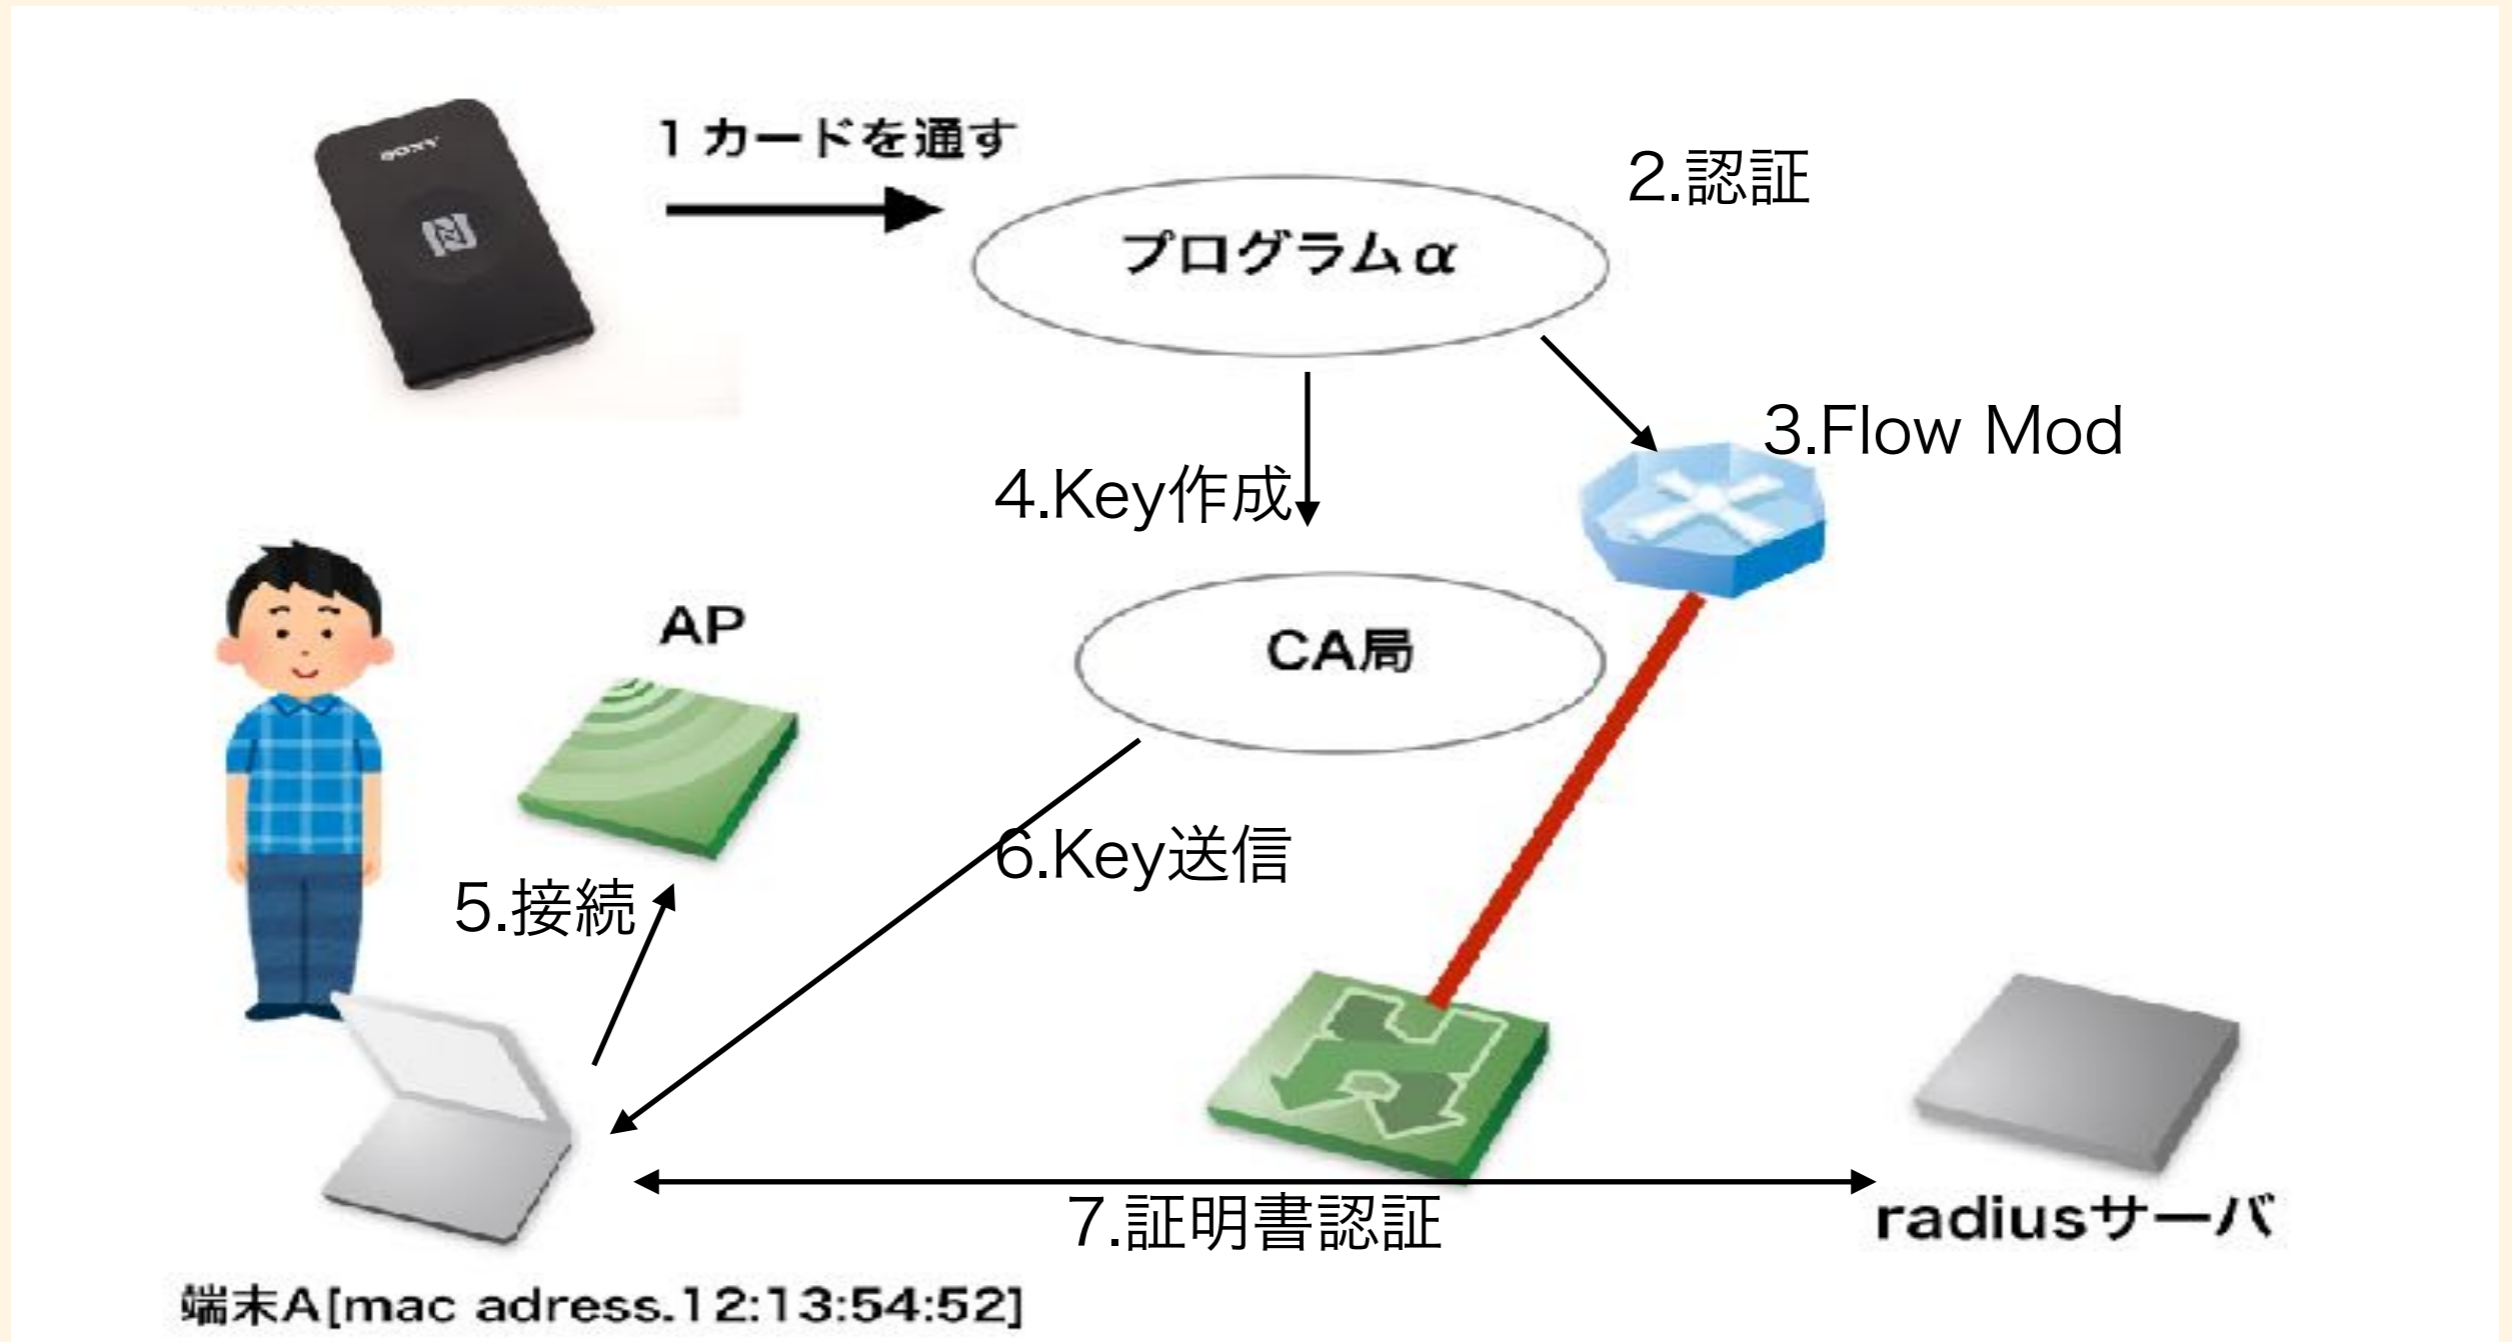 SONY
1 カードを通す
2.認証
プログラムα
3.Flow Mod
4.Key作成
AP
CA局
6.Key送信
5.接続
7.証明書認証
radiusサーバ
端末A[mac adress.12:13:54:52]